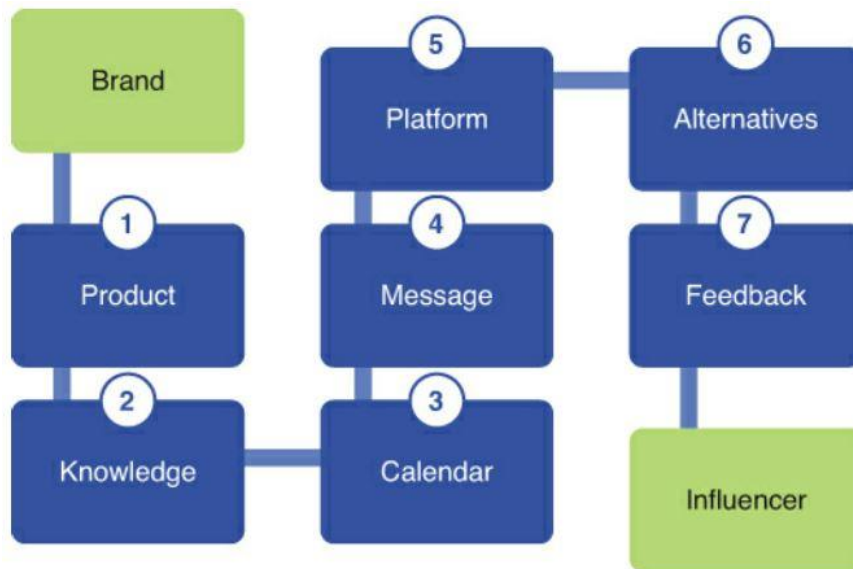 Brand
1
Product
2
Knowledge
3
Calendar
4
Message
5
Platform
6
Alternatives
7
Feedback
Influencer